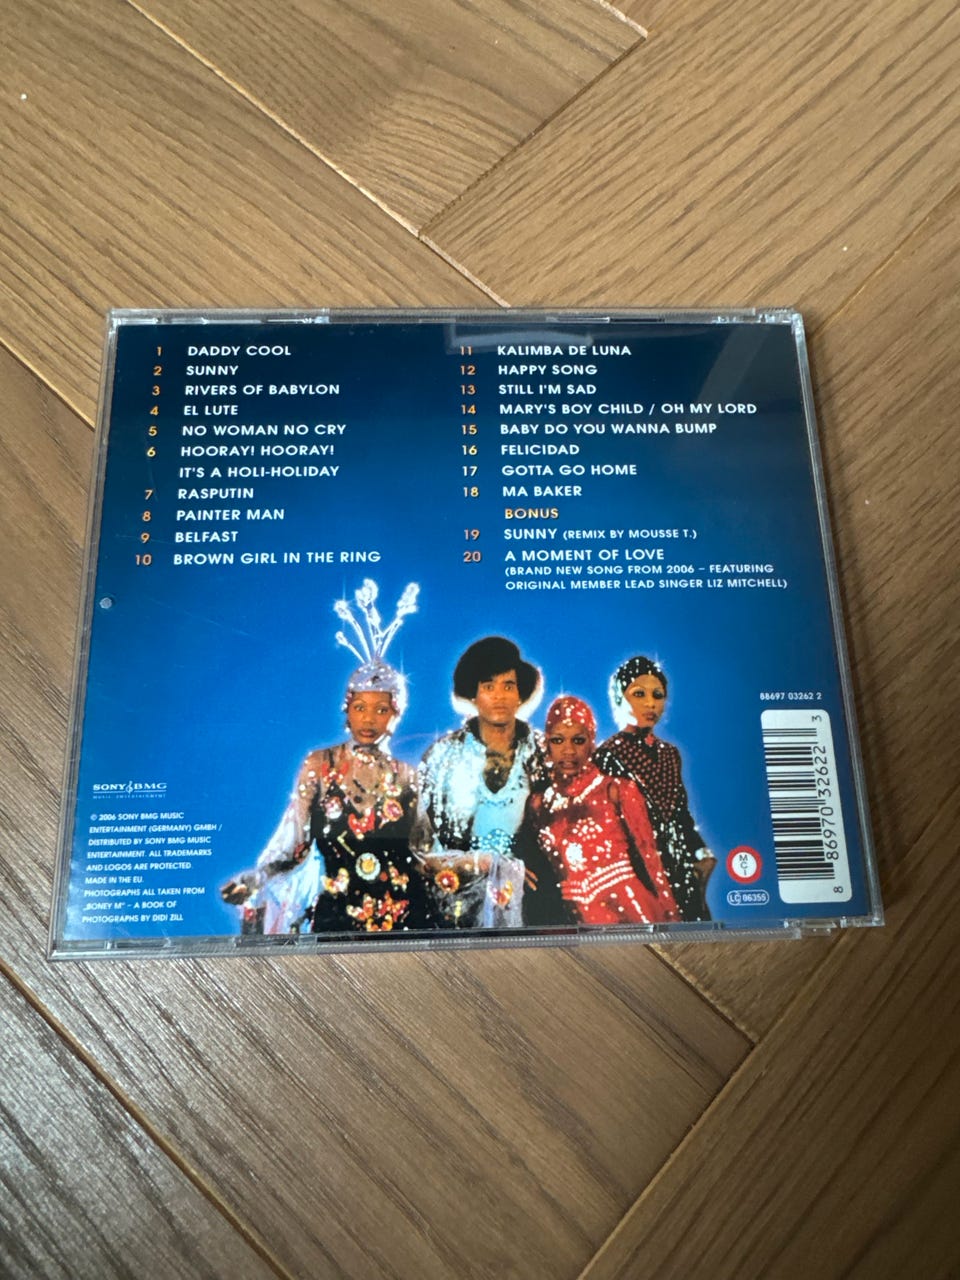 1 DADDY COOL
2 SUNNY
3 RIVERS OF BABYLON
4 EL LUTE
5 NO WOMAN NO CRY
6 HOORAY! HOORAY!
IT'S A HOLI-HOLIDAY
7 RASPUTIN
8 PAINTER MAN
9 BELFAST
10 BROWN GIRL IN THE RING
11 KALIMBA DE LUNA
12 HAPPY SONG
13 STILL I'M SAD
14 MARY'S BOY CHILD / OH MY LORD
15 BABY DO YOU WANNA BUMP
16 FELICIDAD
17 GOTTA GO HOME
18 MA BAKER
BONUS
19 SUNNY (REMIX BY MOUSSE T.)
20 A MOMENT OF LOVE
(BRAND NEW SONG FROM 2006 – FEATURING
ORIGINAL MEMBER LEAD SINGER LIZ MITCHELL)
88697 03262 2
8 86970 32622 3
SONY BMG
MUSIC ENTERTAINMENT
© 2006 SONY BMG MUSIC
ENTERTAINMENT (GERMANY) GMBH /
DISTRIBUTED BY SONY BMG MUSIC
ENTERTAINMENT. ALL TRADEMARKS
AND LOGOS ARE PROTECTED.
MADE IN THE EU.
PHOTOGRAPHS ALL TAKEN FROM
„BONEY M" – A BOOK OF
PHOTOGRAPHS BY DIDI ZILL
MCI
LC 06355